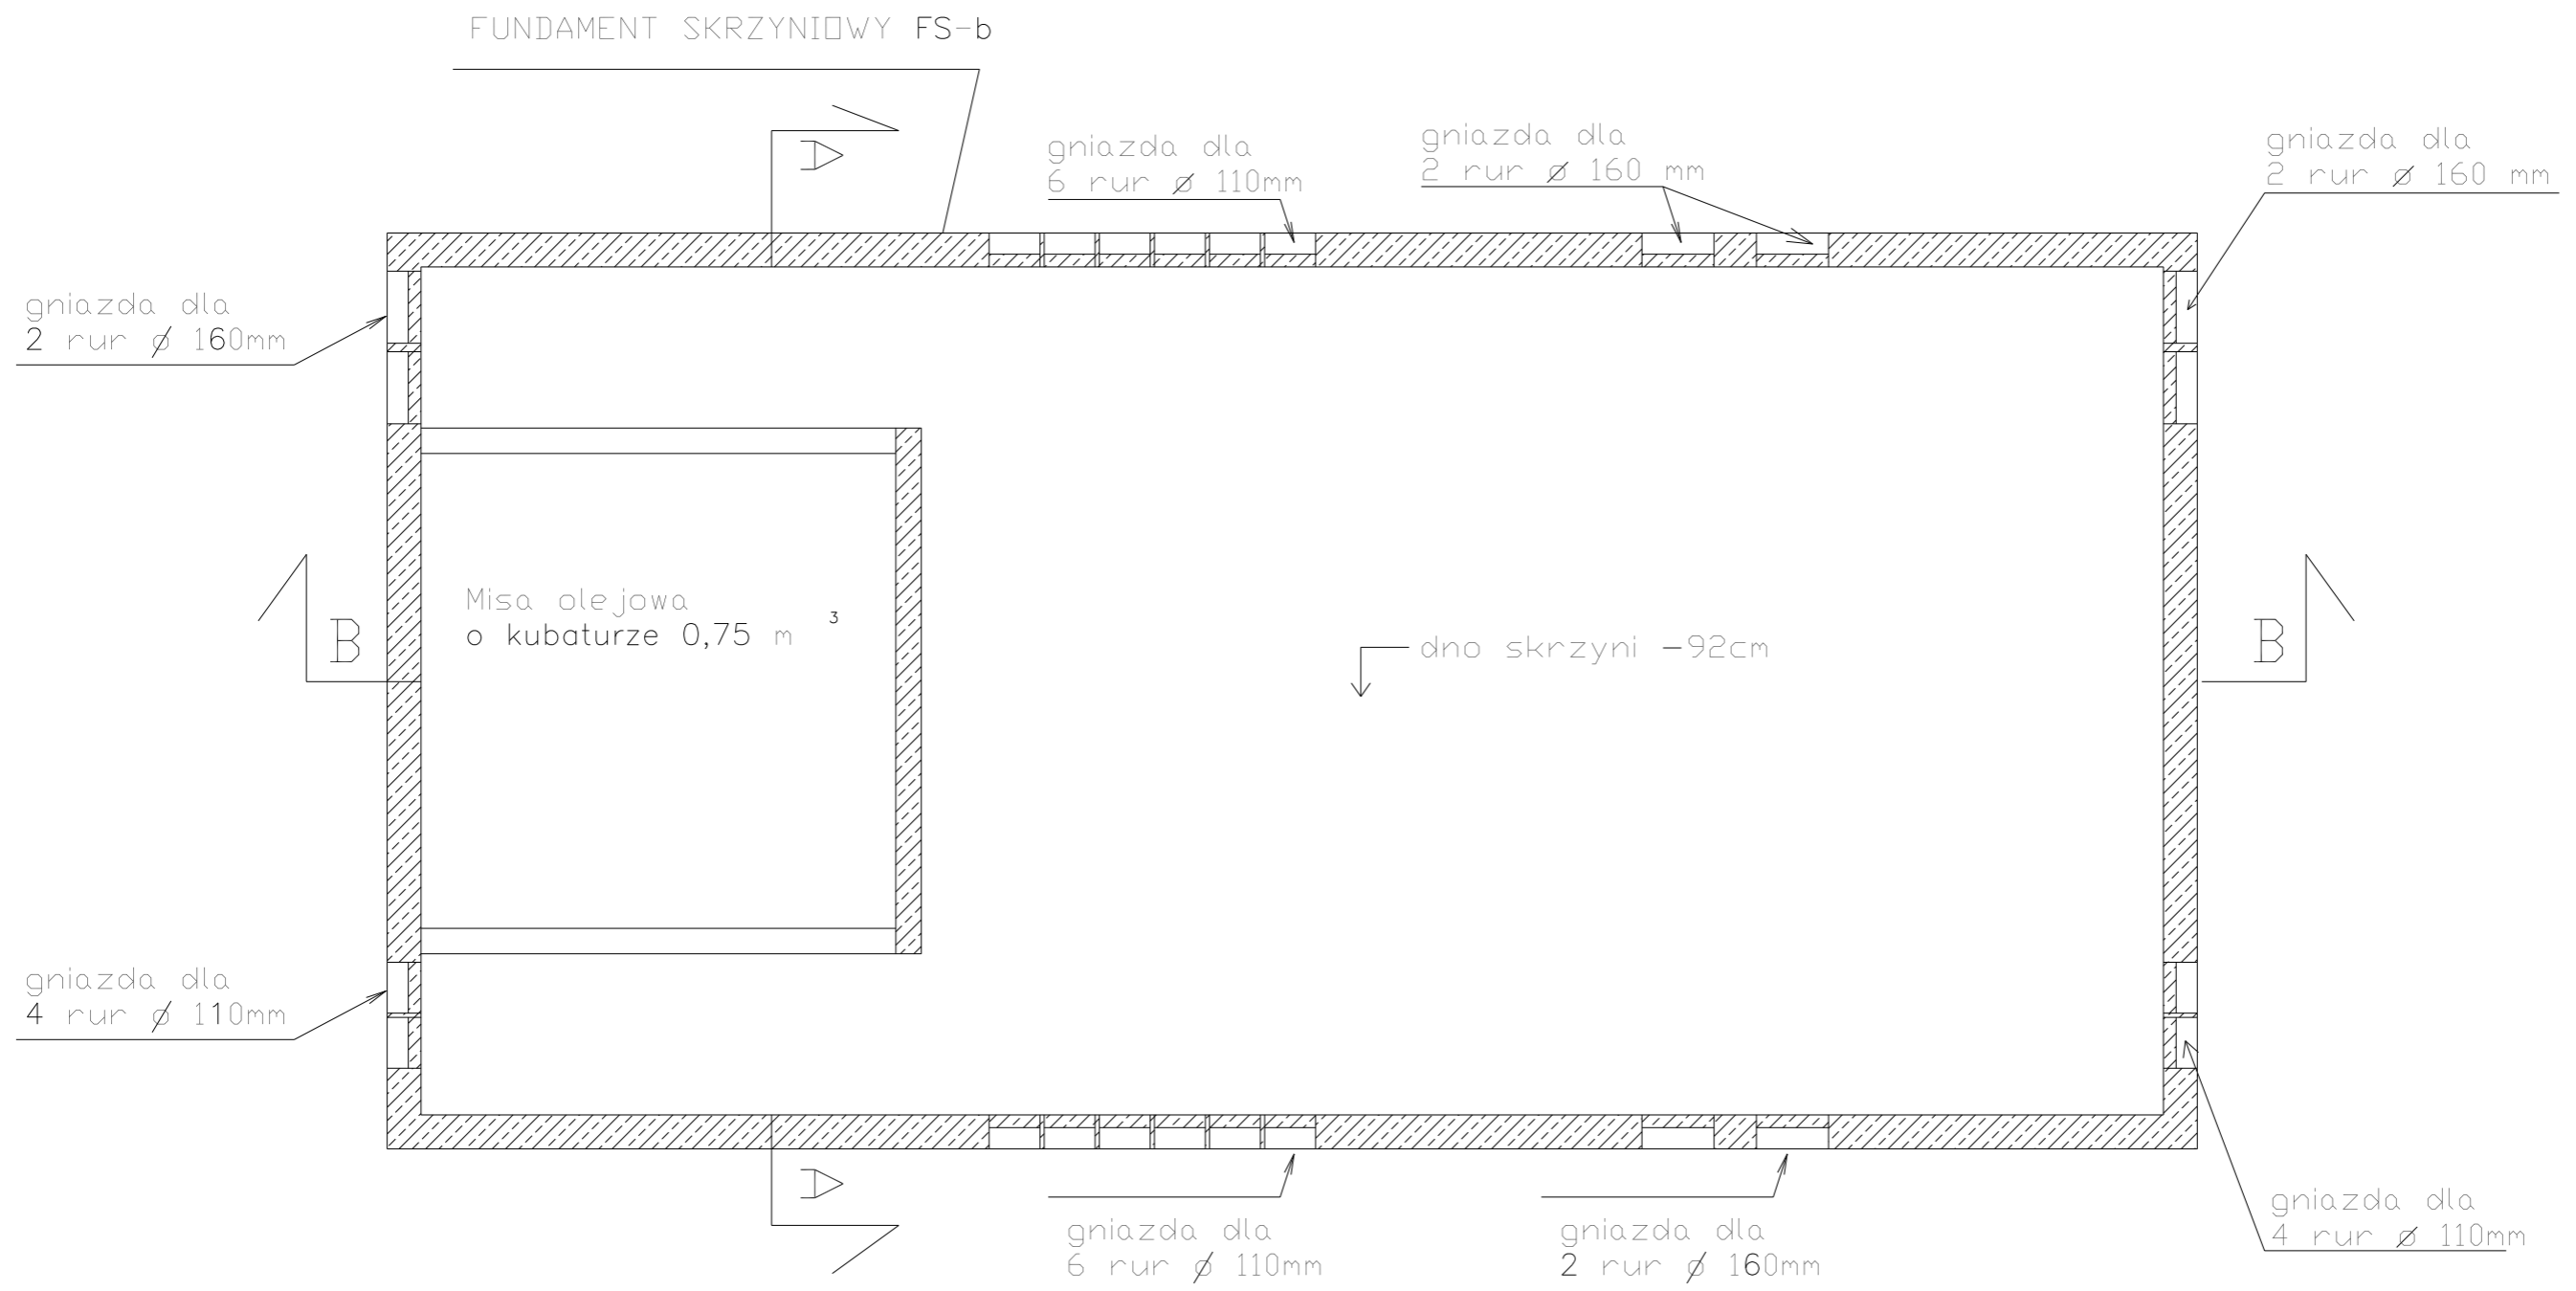 FUNDAMENT SKRZYNIOWY FS-b
A
gniazda dla
6 rur ø 110mm
gniazda dla
2 rur ø 160 mm
gniazda dla
2 rur ø 160 mm
gniazda dla
2 rur ø 160mm
B
Misa olejowa
o kubaturze 0,75 m ³
dno skrzyni -92cm
B
gniazda dla
4 rur ø 110mm
A
gniazda dla
6 rur ø 110mm
gniazda dla
2 rur ø 160mm
gniazda dla
4 rur ø 110mm